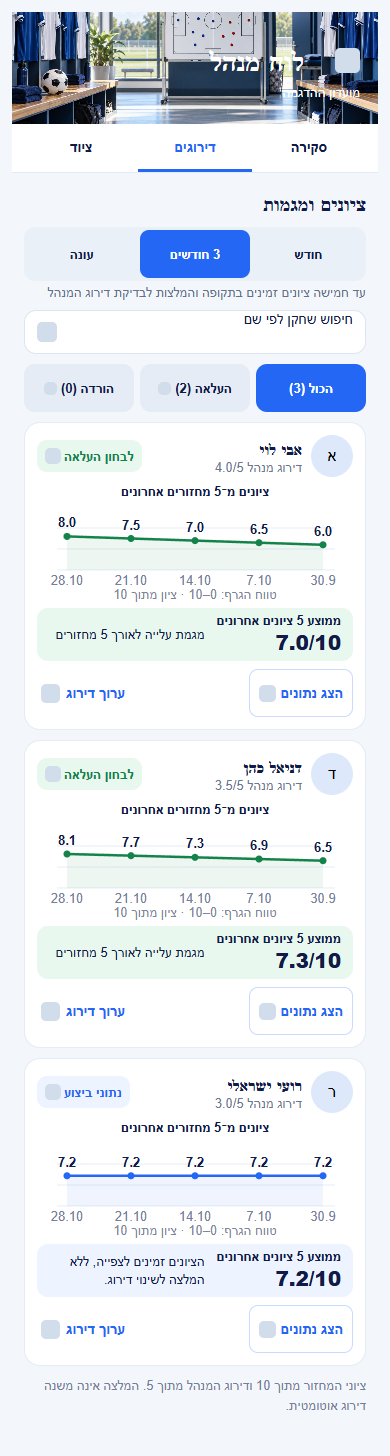 לוח מנהל
מועדון ההדגמה
סקירה
דירוגים
ציוד
ציונים ומגמות
חודש
3 חודשים
עונה
עד חמישה ציונים זמינים בתקופה והמלצות לבדיקת דירוג המנהל
חיפוש שחקן לפי שם
הכול (3)
העלאה (2)
הורדה (0)
א
אבי לוי
לבחון העלאה
דירוג מנהל 4.0/5
ציונים מ־5 מחזורים אחרונים
8.0 7.5 7.0 6.5 6.0
28.10 21.10 14.10 7.10 30.9
טווח הגרף: 0–10 · ציון מתוך 10
ממוצע 5 ציונים אחרונים
7.0/10
מגמת עלייה לאורך 5 מחזורים
הצג נתונים
ערוך דירוג
ד
דניאל כהן
לבחון העלאה
דירוג מנהל 3.5/5
ציונים מ־5 מחזורים אחרונים
8.1 7.7 7.3 6.9 6.5
28.10 21.10 14.10 7.10 30.9
טווח הגרף: 0–10 · ציון מתוך 10
ממוצע 5 ציונים אחרונים
7.3/10
מגמת עלייה לאורך 5 מחזורים
הצג נתונים
ערוך דירוג
ר
רועי ישראלי
נתוני ביצוע
דירוג מנהל 3.0/5
ציונים מ־5 מחזורים אחרונים
7.2 7.2 7.2 7.2 7.2
28.10 21.10 14.10 7.10 30.9
טווח הגרף: 0–10 · ציון מתוך 10
ממוצע 5 ציונים אחרונים
7.2/10
הציונים זמינים לצפייה, ללא
המלצה לשינוי דירוג.
הצג נתונים
ערוך דירוג
ציוני המחזור מתוך 10 ודירוג המנהל מתוך 5. המלצה אינה משנה
דירוג אוטומטית.